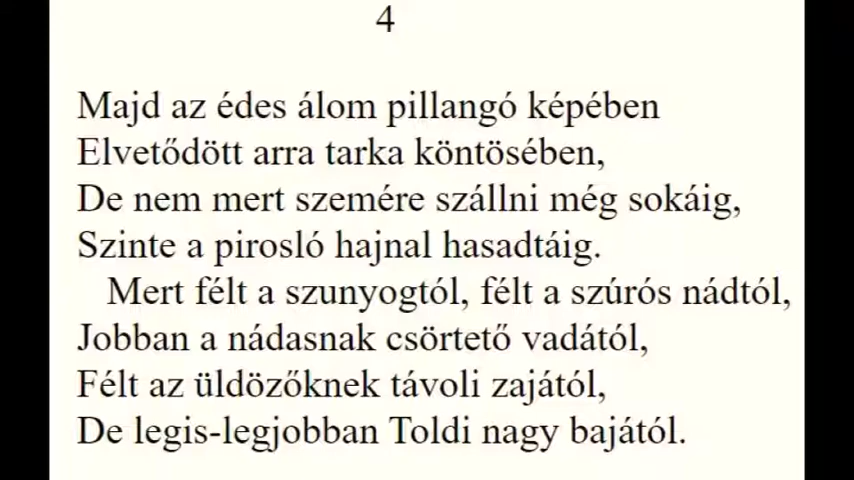 4
Majd az édes álom pillangó képében
Elvetődött arra tarka köntösében,
De nem mert szemére szállni még sokáig,
Szinte a pirosló hajnal hasadtáig.
Mert félt a szunyogtól, félt a szúrós nádtól,
Jobban a nádasnak csörtető vadától,
Félt az üldözőknek távoli zajától,
De legis-legjobban Toldi nagy bajától.